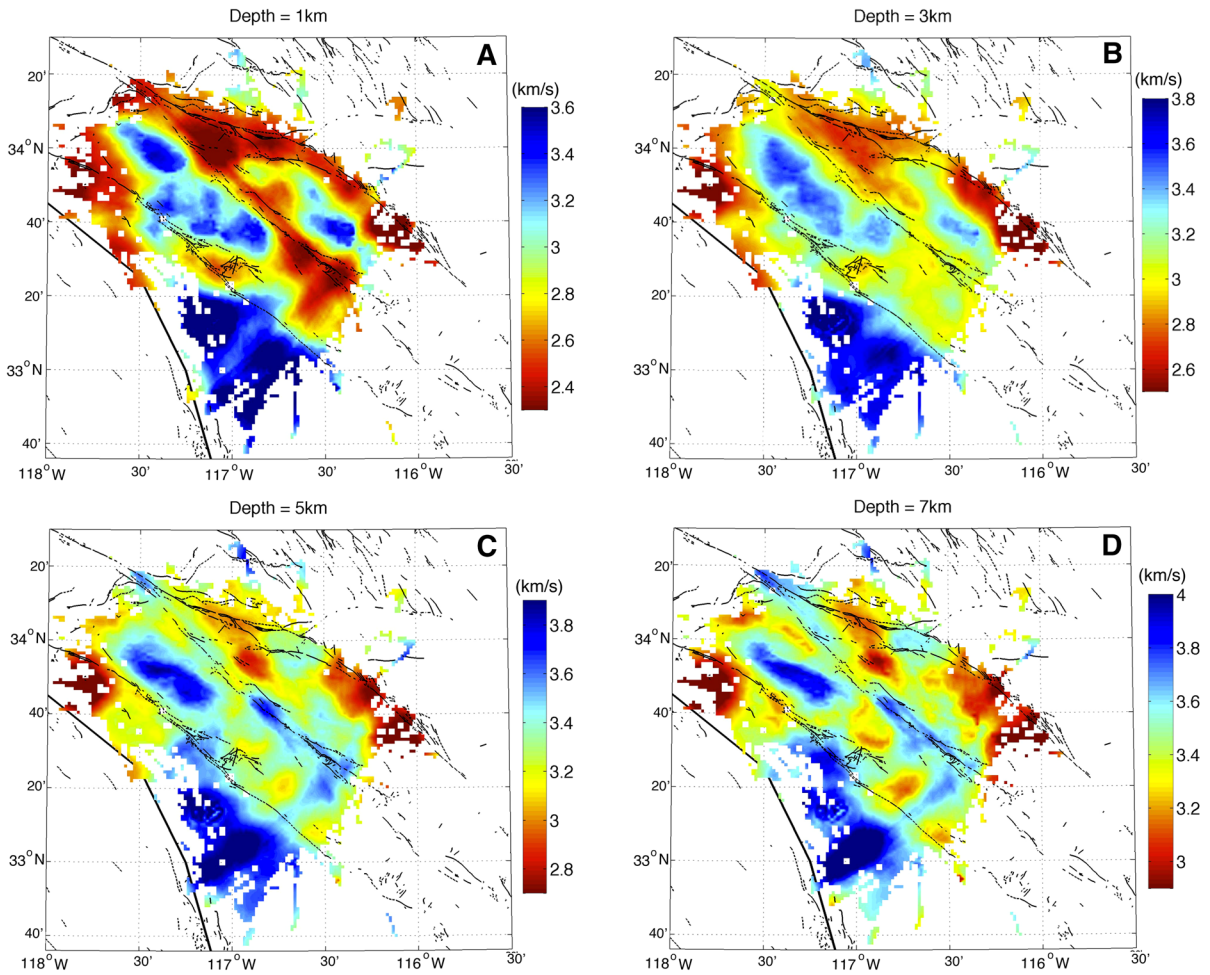 Depth = 1km
A
20'
34° N
40'
20'
33° N
40'
118° W
30'
117° W
30'
116° W
30'
(km/s)
3.6
3.4
3.2
3
2.8
2.6
2.4
Depth = 3km
B
20'
34° N
40'
20'
33° N
40'
118° W
30'
117° W
30'
116° W
30'
(km/s)
3.8
3.6
3.4
3.2
3
2.8
2.6
Depth = 5km
C
20'
34° N
40'
20'
33° N
40'
118° W
30'
117° W
30'
116° W
30'
(km/s)
3.8
3.6
3.4
3.2
3
2.8
Depth = 7km
D
20'
34° N
40'
20'
33° N
40'
118° W
30'
117° W
30'
116° W
30'
(km/s)
4
3.8
3.6
3.4
3.2
3